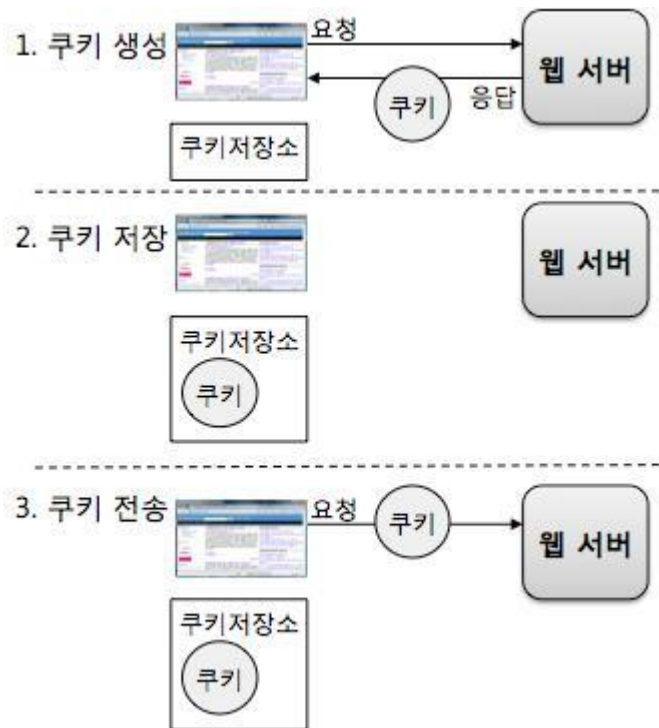 1. 쿠키 생성
요청
웹 서버
쿠키
응답
쿠키저장소
2. 쿠키 저장
웹 서버
쿠키저장소
쿠키
3. 쿠키 전송
요청
쿠키
웹 서버
쿠키저장소
쿠키